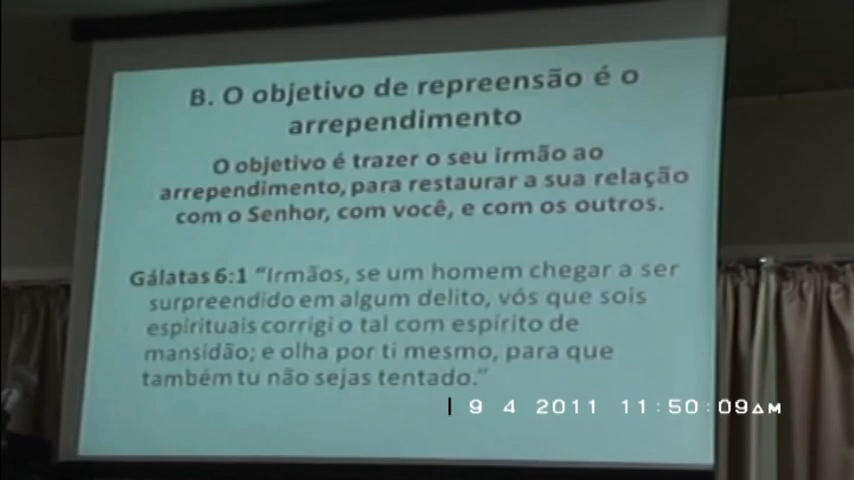 B. O objetivo de repreensão é o
arrependimento
O objetivo é trazer o seu irmão ao
arrependimento, para restaurar a sua relação
com o Senhor, com você, e com os outros.
Gálatas 6:1 “Irmãos, se um homem chegar a ser
surpreendido em algum delito, vós que sois
espirituais corrigi o tal com espírito de
mansidão; e olha por ti mesmo, para que
também tu não sejas tentado.”
9 4 2011 11:50:09AM